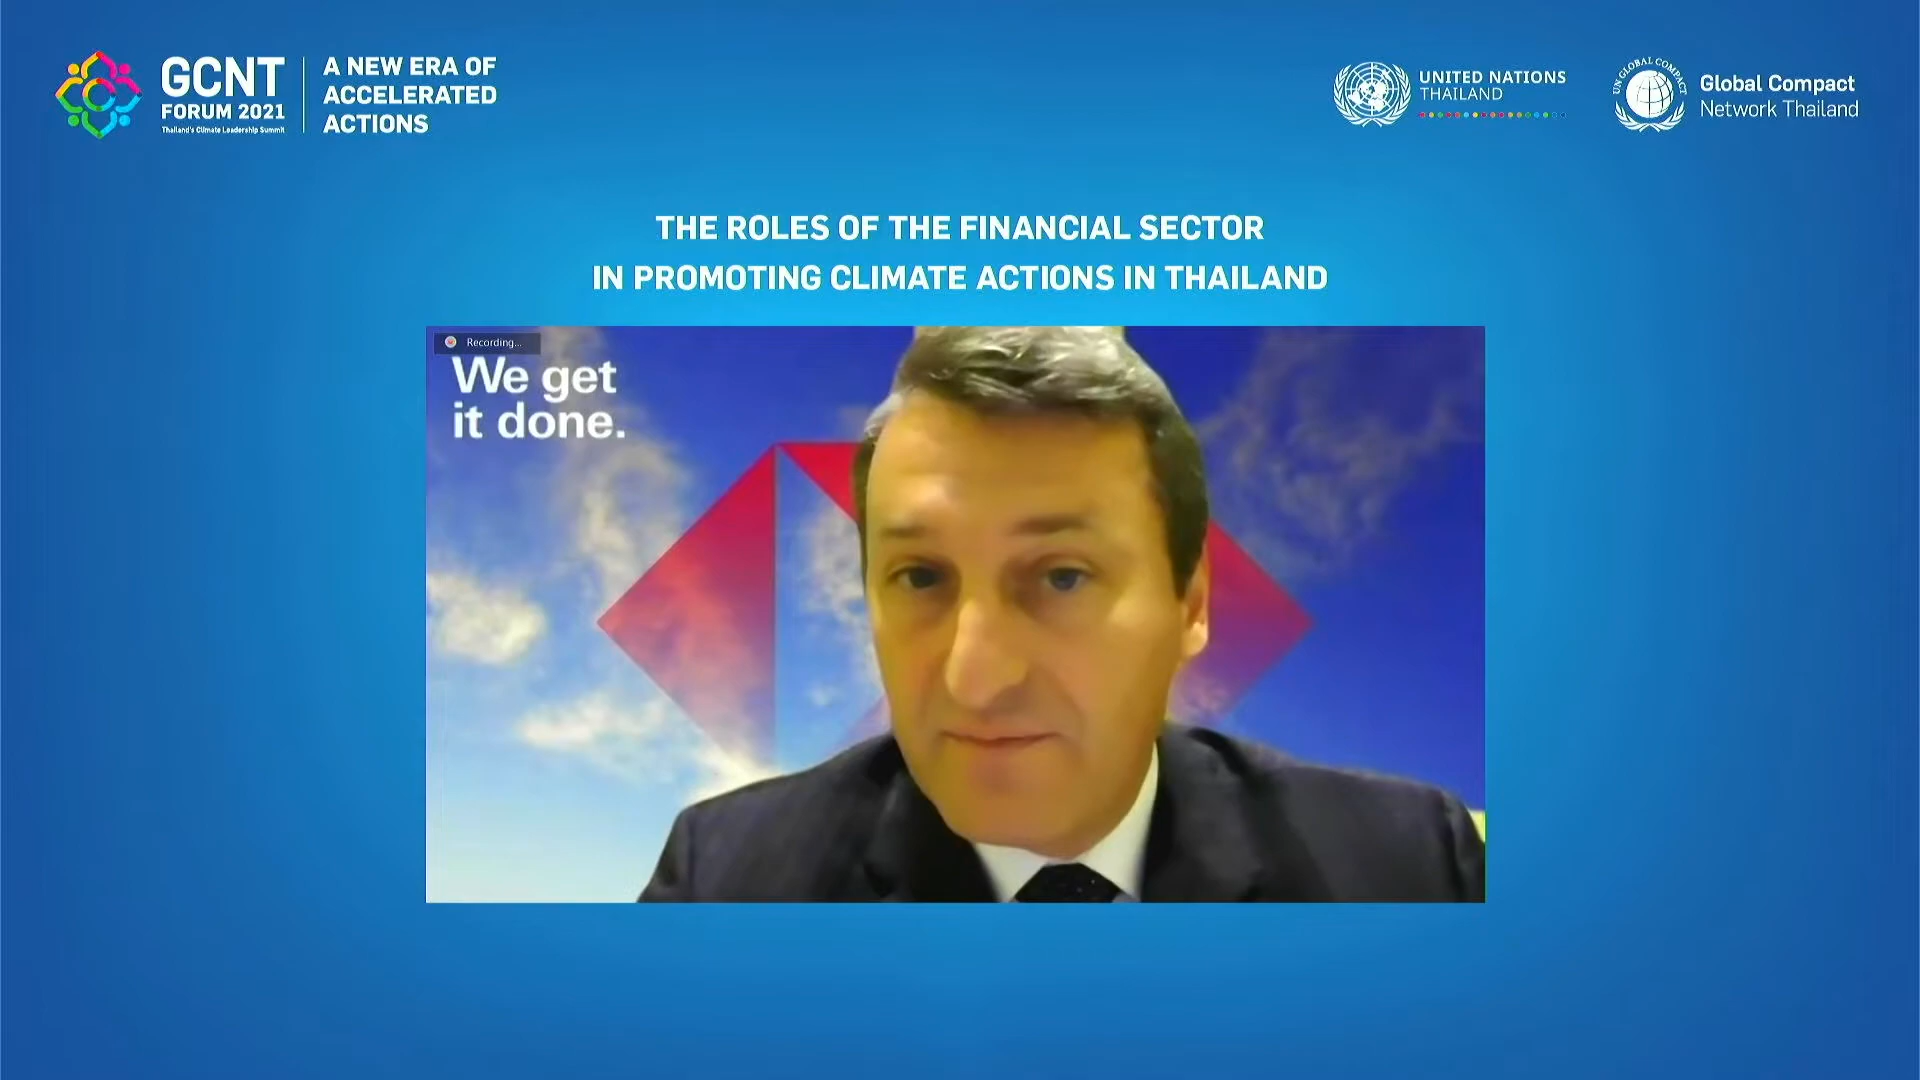 GCNT
FORUM 2021
Thailand's Climate Leadership Summit
A NEW ERA OF
ACCELERATED
ACTIONS
UNITED NATIONS
THAILAND
UN GLOBAL COMPACT
Global Compact
Network Thailand
THE ROLES OF THE FINANCIAL SECTOR
IN PROMOTING CLIMATE ACTIONS IN THAILAND
Recording...
We get
it done.